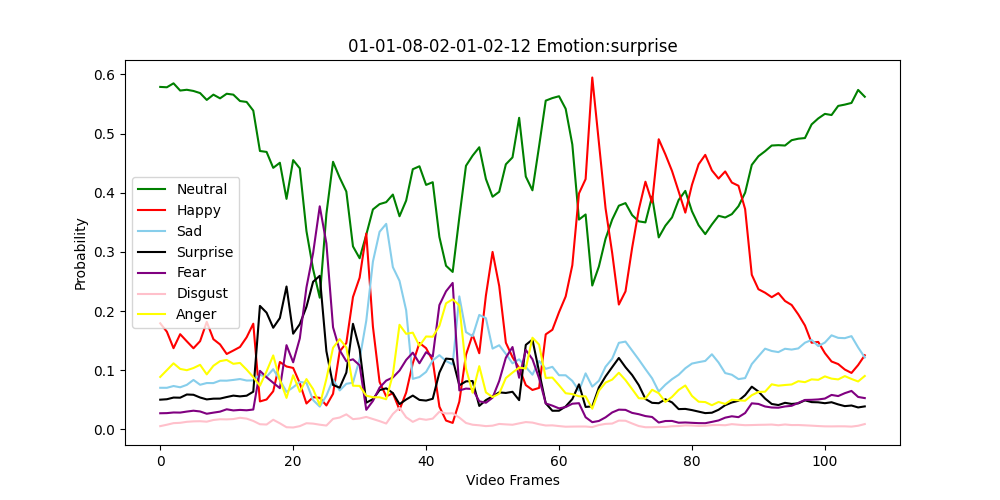 01-01-08-02-01-02-12 Emotion:surprise
0.6
0.5
0.4
0.3
0.2
0.1
0.0
Probability
Neutral
Happy
Sad
Surprise
Fear
Disgust
Anger
0 20 40 60 80 100
Video Frames